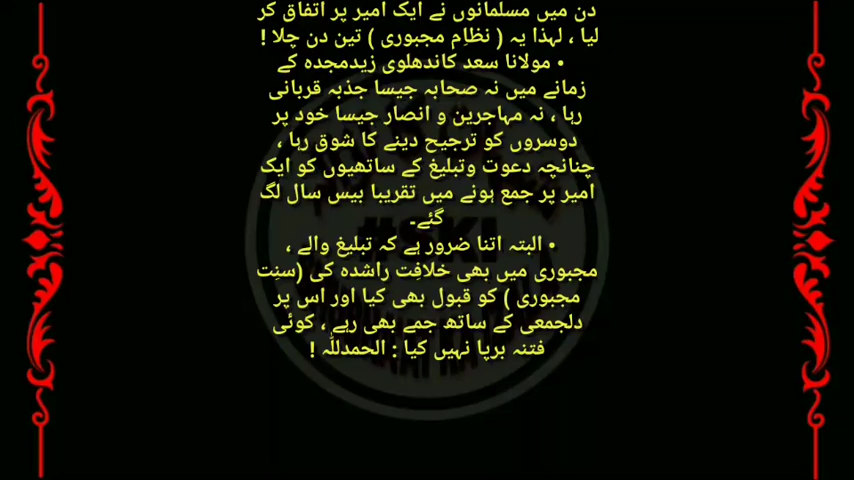 دن میں مسلمانوں نے ایک امیر پر اتفاق کر
لیا ، لہذا یہ ( نظامِ مجبوری ) تین دن چلا !
• مولانا سعد کاندھلوی زیدمجدہ کے
زمانے میں نہ صحابہ جیسا جذبہ قربانی
رہا ، نہ مہاجرین و انصار جیسا خود پر
دوسروں کو ترجیح دینے کا شوق رہا ،
چنانچہ دعوت وتبلیغ کے ساتھیوں کو ایک
امیر پر جمع ہونے میں تقریبا بیس سال لگ
گئے۔
• البتہ اتنا ضرور ہے کہ تبلیغ والے ،
مجبوری میں بھی خلافِت راشدہ کی (سنِت
مجبوری ) کو قبول بھی کیا اور اس پر
دلجمعی کے ساتھ جمے بھی رہے ، کوئی
فتنہ برپا نہیں کیا : الحمدللّٰہ !